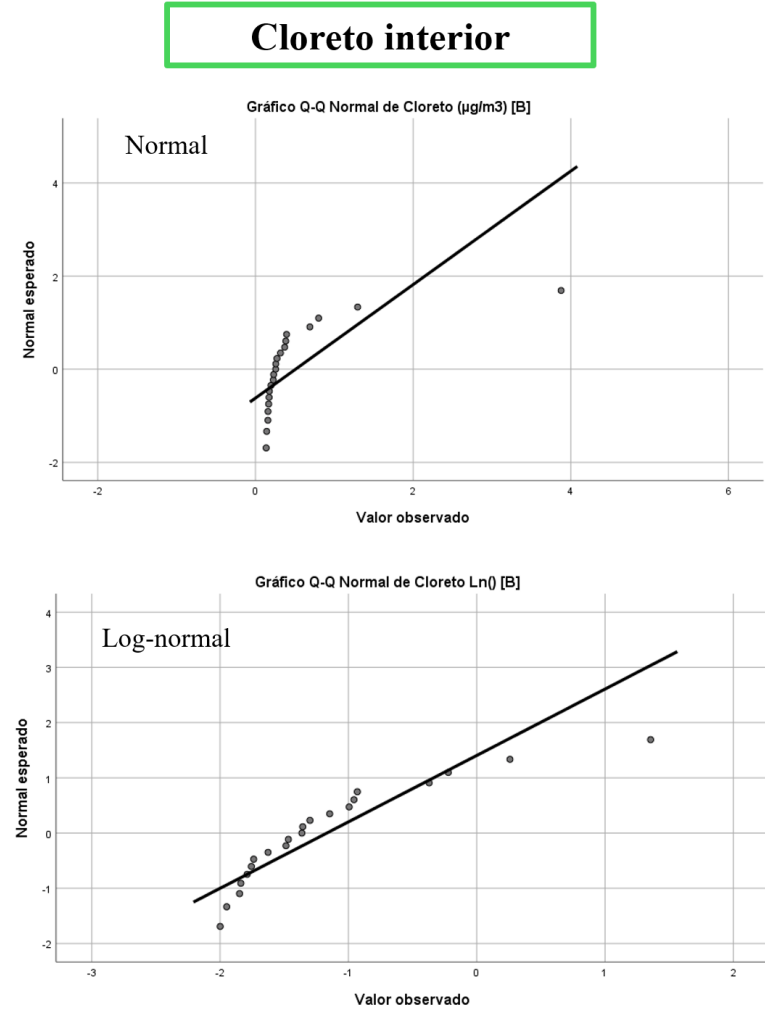 Cloreto interior
Gráfico Q-Q Normal de Cloreto (µg/m3) [B]
Normal
4
2
0
-2
Normal esperado
-2
0
2
4
6
Valor observado
Gráfico Q-Q Normal de Cloreto Ln() [B]
Log-normal
4
3
2
1
0
-1
-2
Normal esperado
-3
-2
-1
0
1
2
Valor observado